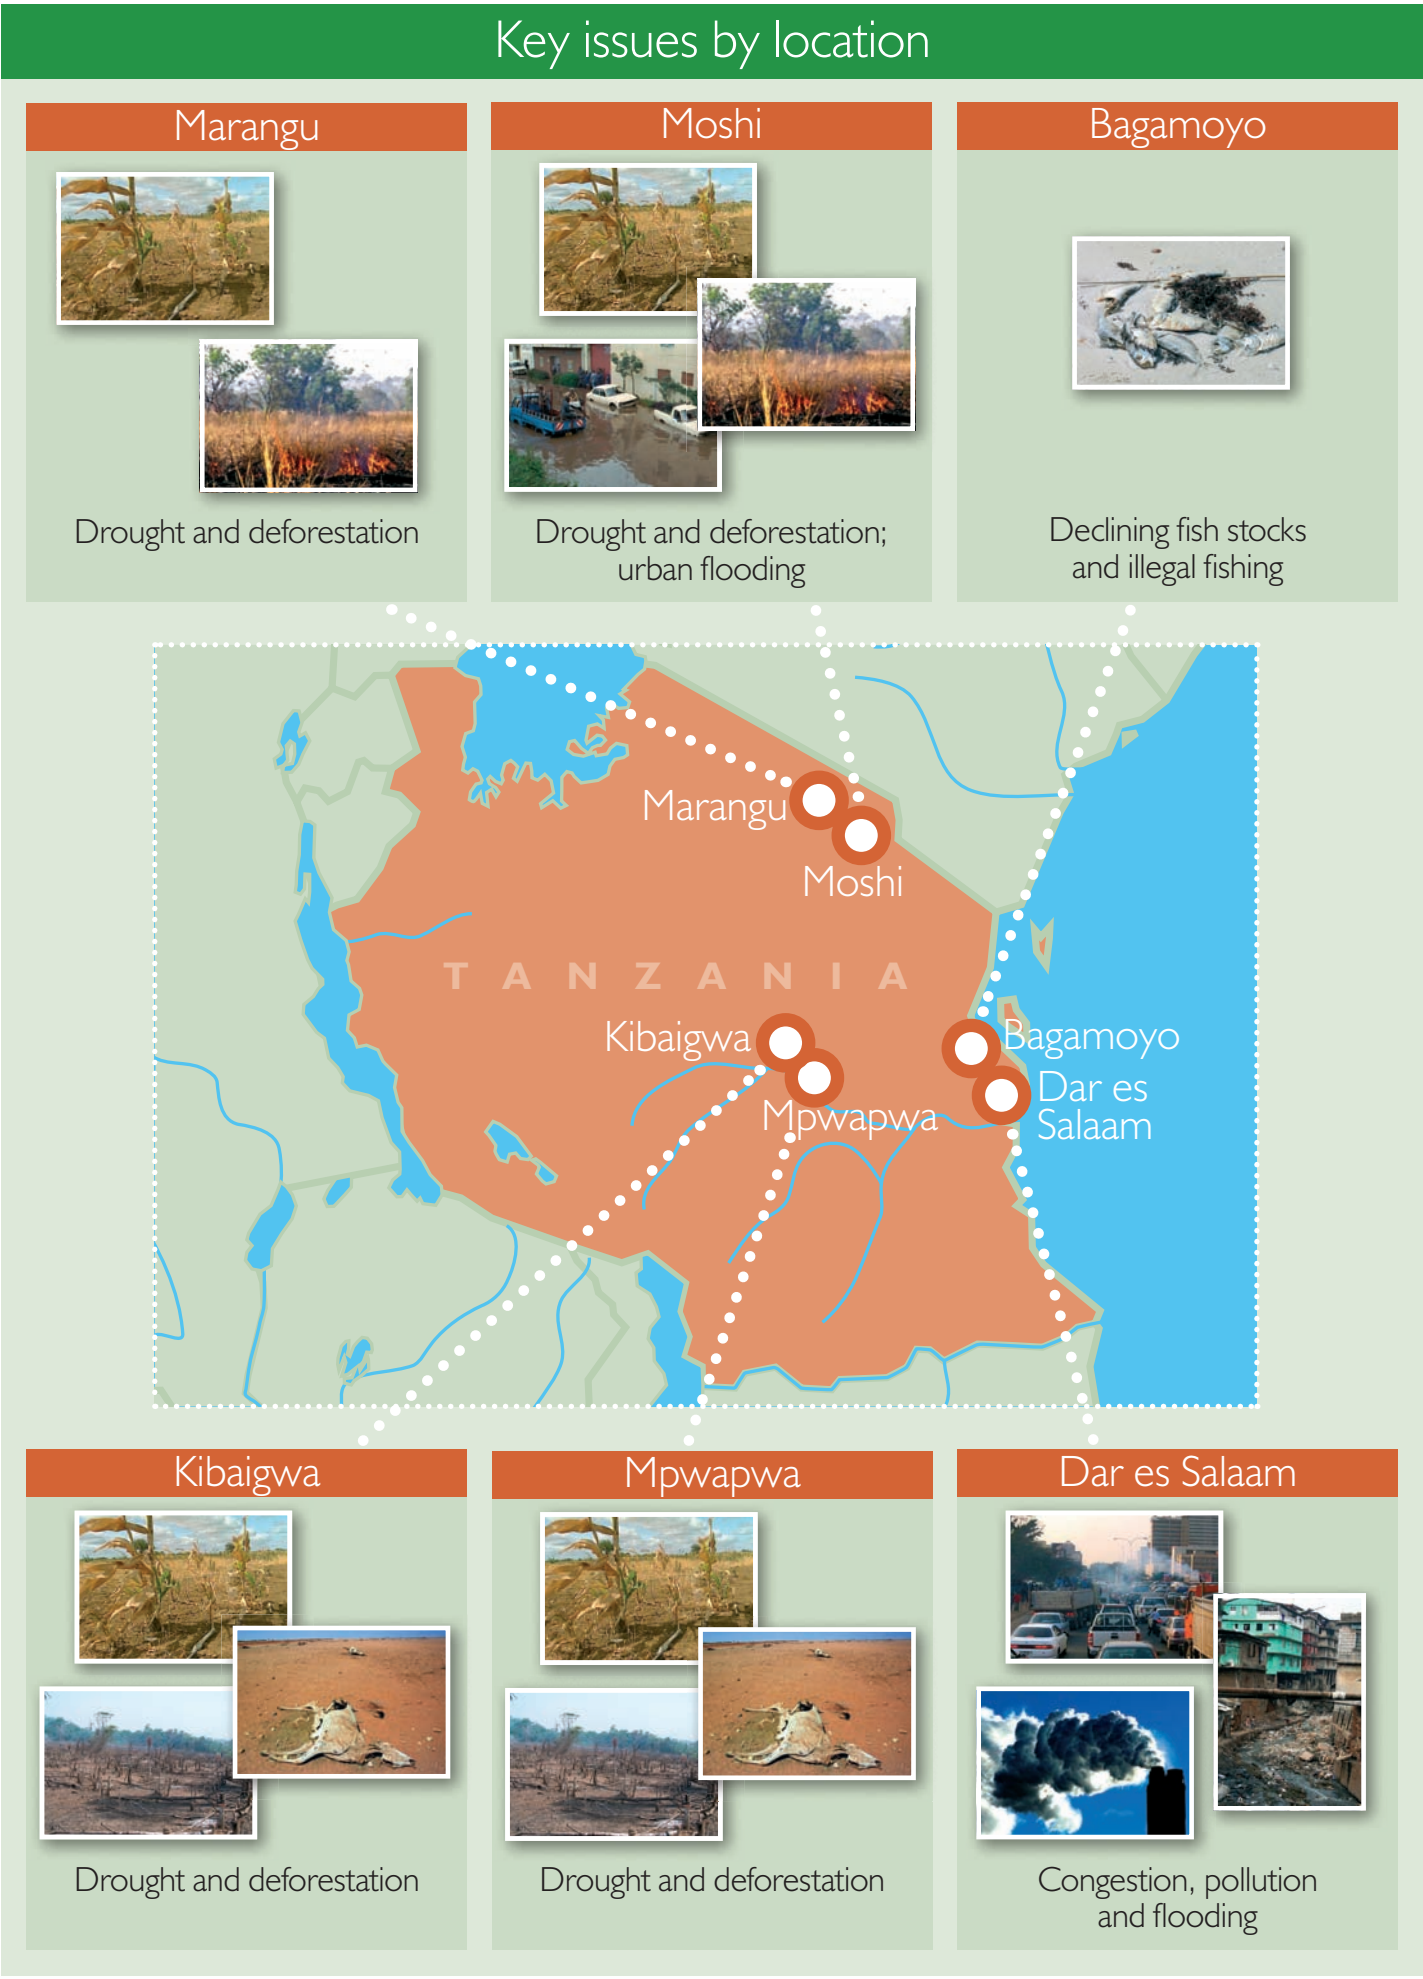 Key issues by location
Marangu
Moshi
Bagamoyo
Drought and deforestation
Drought and deforestation;
urban flooding
Declining fish stocks
and illegal fishing
Marangu
Moshi
TANZANIA
Kibaigwa
Bagamoyo
Mpwapwa
Dar es
Salaam
Kibaigwa
Mpwapwa
Dar es Salaam
Drought and deforestation
Drought and deforestation
Congestion, pollution
and flooding